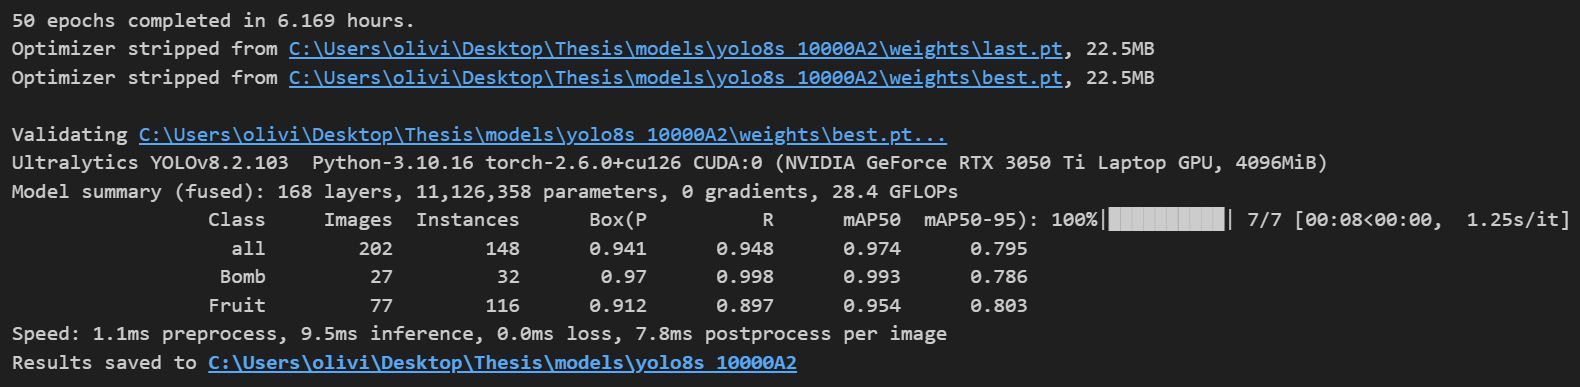 50 epochs completed in 6.169 hours.
Optimizer stripped from C:\Users\olivi\Desktop\Thesis\models\yolo8s_10000A2\weights\last.pt, 22.5MB
Optimizer stripped from C:\Users\olivi\Desktop\Thesis\models\yolo8s_10000A2\weights\best.pt, 22.5MB
Validating C:\Users\olivi\Desktop\Thesis\models\yolo8s_10000A2\weights\best.pt...
Ultralytics YOLOv8.2.103  Python-3.10.16 torch-2.6.0+cu126 CUDA:0 (NVIDIA GeForce RTX 3050 Ti Laptop GPU, 4096MiB)
Model summary (fused): 168 layers, 11,126,358 parameters, 0 gradients, 28.4 GFLOPs
Class Images Instances Box(P R mAP50 mAP50-95): 100%|██████████| 7/7 [00:08<00:00, 1.25s/it]
all 202 148 0.941 0.948 0.974 0.795
Bomb 27 32 0.97 0.998 0.993 0.786
Fruit 77 116 0.912 0.897 0.954 0.803
Speed: 1.1ms preprocess, 9.5ms inference, 0.0ms loss, 7.8ms postprocess per image
Results saved to C:\Users\olivi\Desktop\Thesis\models\yolo8s_10000A2